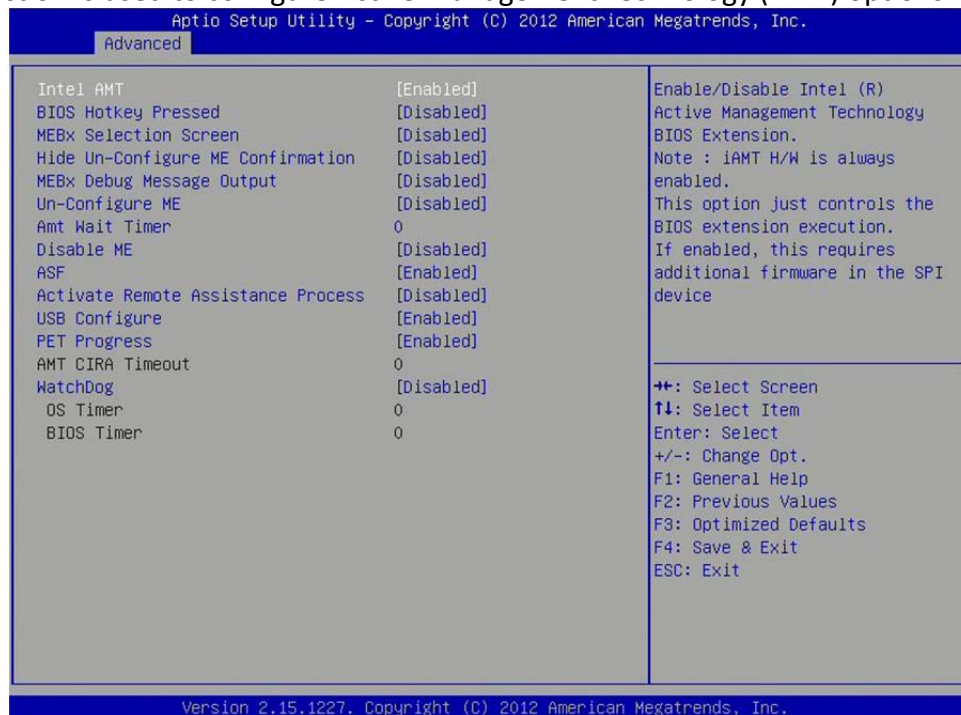 Aptio Setup Utility – Copyright (C) 2012 American Megatrends, Inc.
Advanced
Intel AMT [Enabled]
BIOS Hotkey Pressed [Disabled]
MEBx Selection Screen [Disabled]
Hide Un-Configure ME Confirmation [Disabled]
MEBx Debug Message Output [Disabled]
Un-Configure ME [Disabled]
Amt Wait Timer 0
Disable ME [Disabled]
ASF [Enabled]
Activate Remote Assistance Process [Disabled]
USB Configure [Enabled]
PET Progress [Enabled]
AMT CIRA Timeout 0
WatchDog [Disabled]
OS Timer 0
BIOS Timer 0
Enable/Disable Intel (R)
Active Management Technology
BIOS Extension.
Note : iAMT H/W is always
enabled.
This option just controls the
BIOS extension execution.
If enabled, this requires
additional firmware in the SPI
device
→←: Select Screen
↑↓: Select Item
Enter: Select
+/-: Change Opt.
F1: General Help
F2: Previous Values
F3: Optimized Defaults
F4: Save & Exit
ESC: Exit
Version 2.15.1227. Copyright (C) 2012 American Megatrends, Inc.